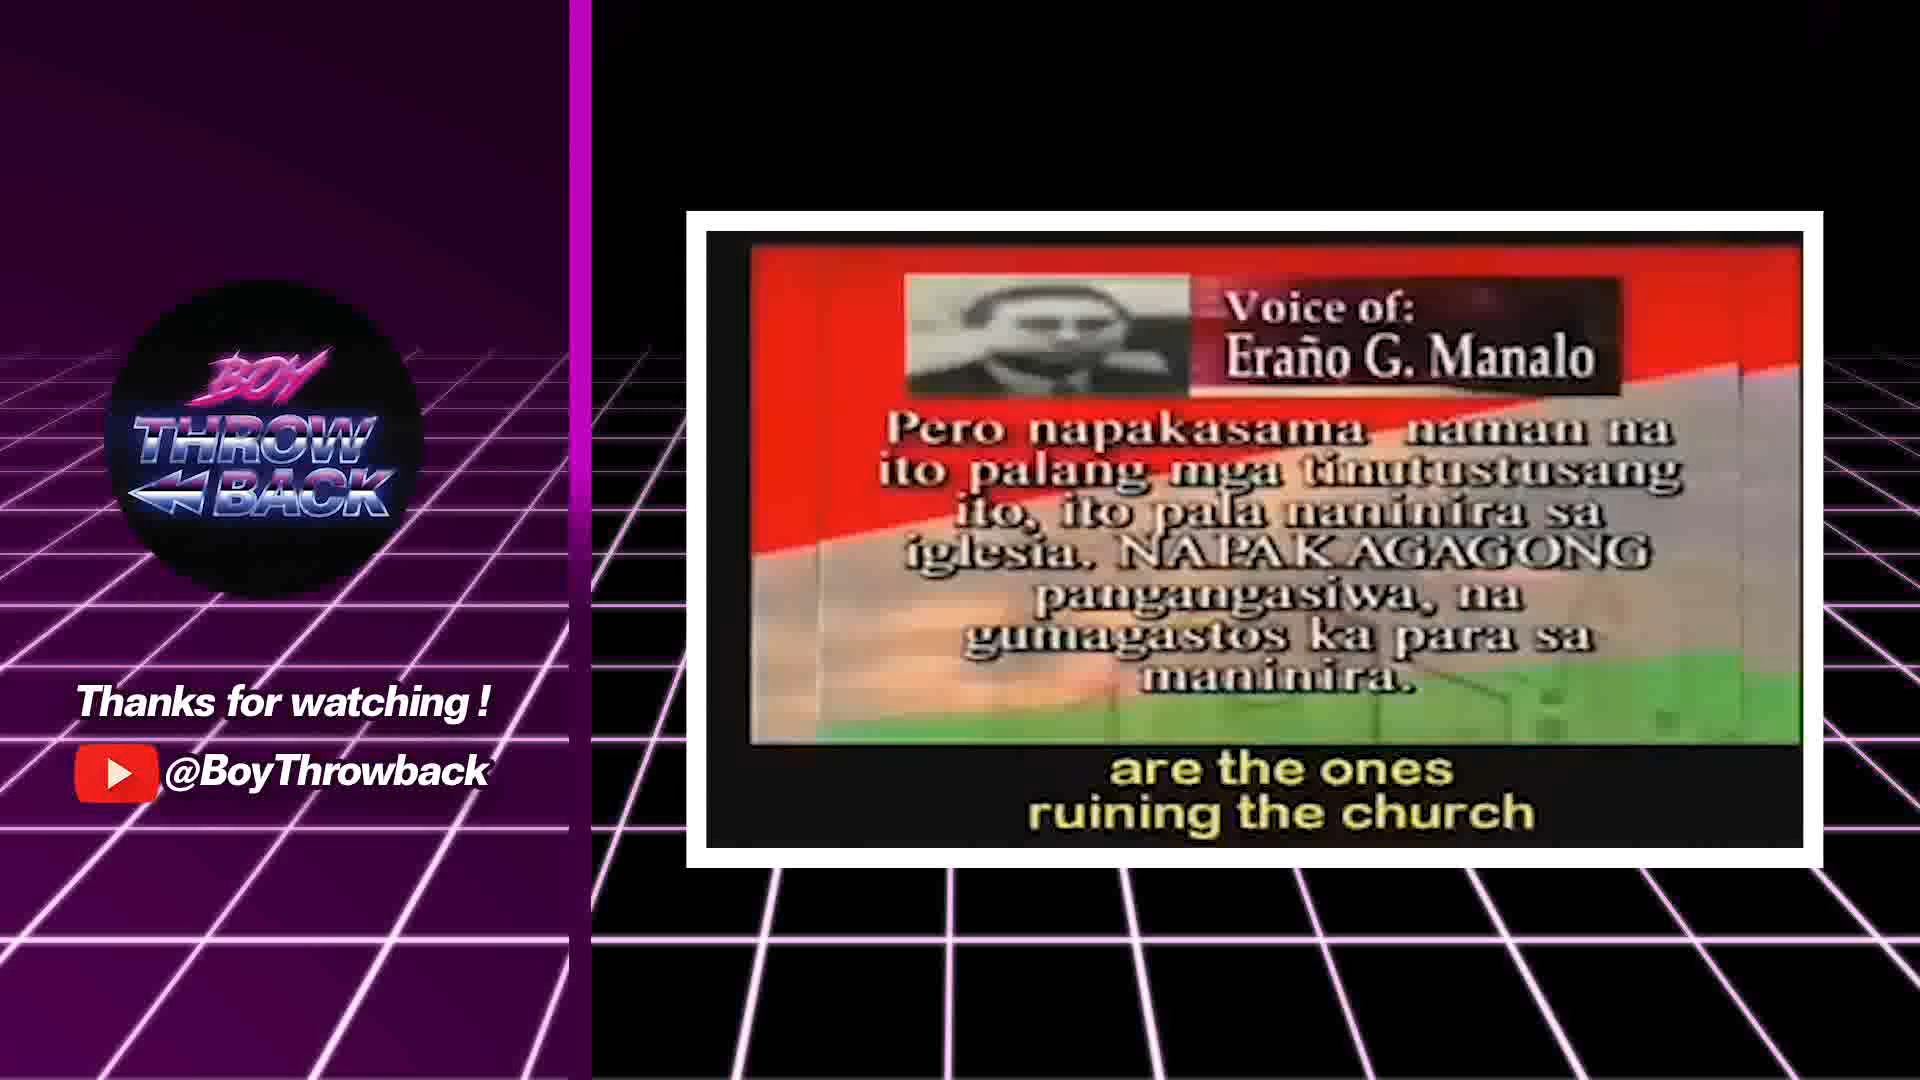 BOY
THROW
BACK
Thanks for watching !
@BoyThrowback
Voice of:
Eraño G. Manalo
Pero napakasama naman na
ito palang mga tinutustusang
ito, ito pala naninira sa
iglesia. NAPAKAGAGONG
pangangasiwa, na
gumagastos ka para sa
maninira.
are the ones
ruining the church